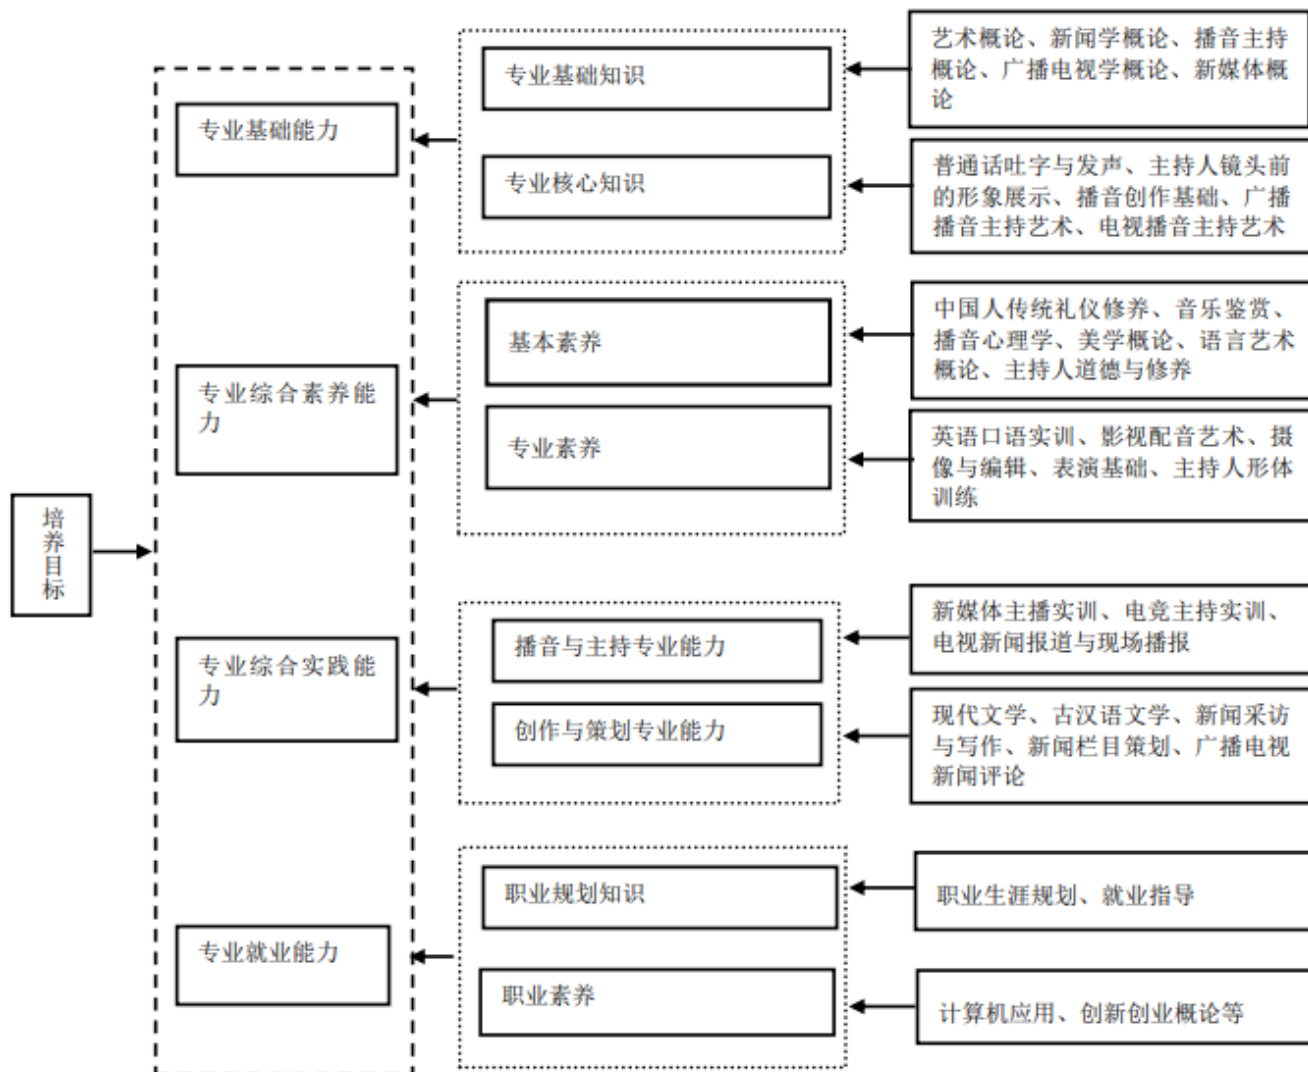 培
养
目
标
专业基础能力
专业综合素养能
力
专业综合实践能
力
专业就业能力
专业基础知识
专业核心知识
基本素养
专业素养
播音与主持专业能力
创作与策划专业能力
职业规划知识
职业素养
艺术概论、新闻学概论、播音主持
概论、广播电视学概论、新媒体概
论
普通话吐字与发声、主持人镜头前
的形象展示、播音创作基础、广播
播音主持艺术、电视播音主持艺术
中国人传统礼仪修养、音乐鉴赏、
播音心理学、美学概论、语言艺术
概论、主持人道德与修养
英语口语实训、影视配音艺术、摄
像与编辑、表演基础、主持人形体
训练
新媒体主播实训、电竞主持实训、
电视新闻报道与现场播报
现代文学、古汉语文学、新闻采访
与写作、新闻栏目策划、广播电视
新闻评论
职业生涯规划、就业指导
计算机应用、创新创业概论等